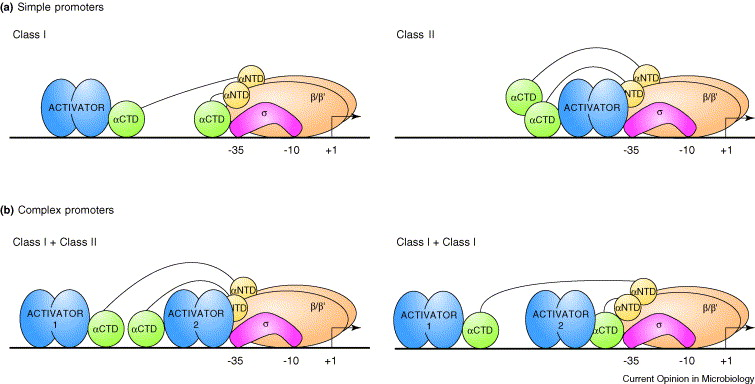 (a) Simple promoters
Class I
Class II
αNTD
αNTD
β/β'
ACTIVATOR
αCTD
αCTD
σ
-35
-10
+1
αNTD
NTD
β/β'
αCTD
αCTD
ACTIVATOR
σ
-35
-10
+1
(b) Complex promoters
Class I + Class II
Class I + Class I
αNTD
NTD
β/β'
ACTIVATOR
1
αCTD
αCTD
ACTIVATOR
2
σ
-35
-10
+1
αNTD
αNTD
β/β'
ACTIVATOR
1
αCTD
ACTIVATOR
2
αCTD
σ
-35
-10
+1
Current Opinion in Microbiology